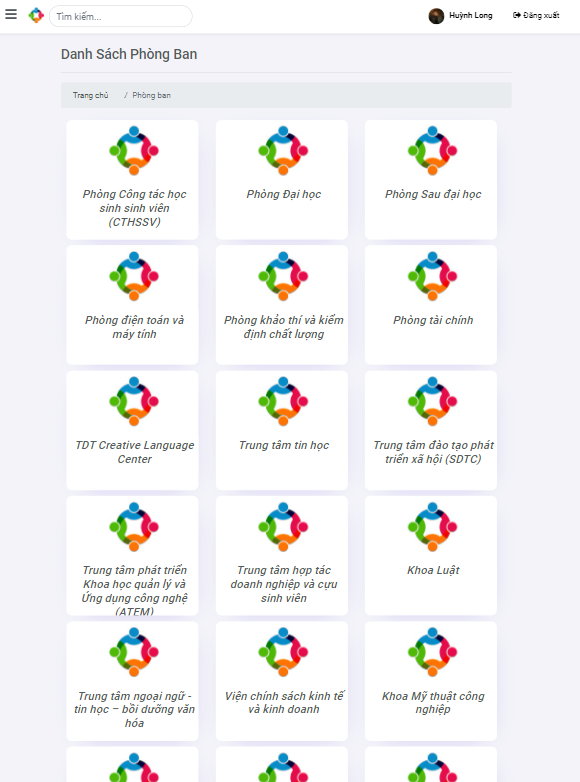 Tìm kiếm...
Huỳnh Long
Đăng xuất
Danh Sách Phòng Ban
Trang chủ / Phòng ban
Phòng Công tác học
sinh sinh viên
(CTHSSV)
Phòng Đại học
Phòng Sau đại học
Phòng điện toán và
máy tính
Phòng khảo thí và kiểm
định chất lượng
Phòng tài chính
TDT Creative Language
Center
Trung tâm tin học
Trung tâm đào tạo phát
triển xã hội (SDTC)
Trung tâm phát triển
Khoa học quản lý và
Ứng dụng công nghệ
(ATEM)
Trung tâm hợp tác
doanh nghiệp và cựu
sinh viên
Khoa Luật
Trung tâm ngoại ngữ -
tin học – bồi dưỡng văn
hóa
Viện chính sách kinh tế
và kinh doanh
Khoa Mỹ thuật công
nghiệp